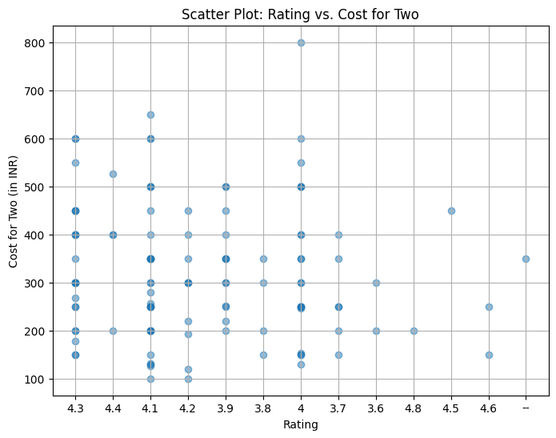 Scatter Plot: Rating vs. Cost for Two
Cost for Two (in INR)
800
700
600
500
400
300
200
100
4.3 4.4 4.1 4.2 3.9 3.8 4 3.7 3.6 4.8 4.5 4.6 --
Rating